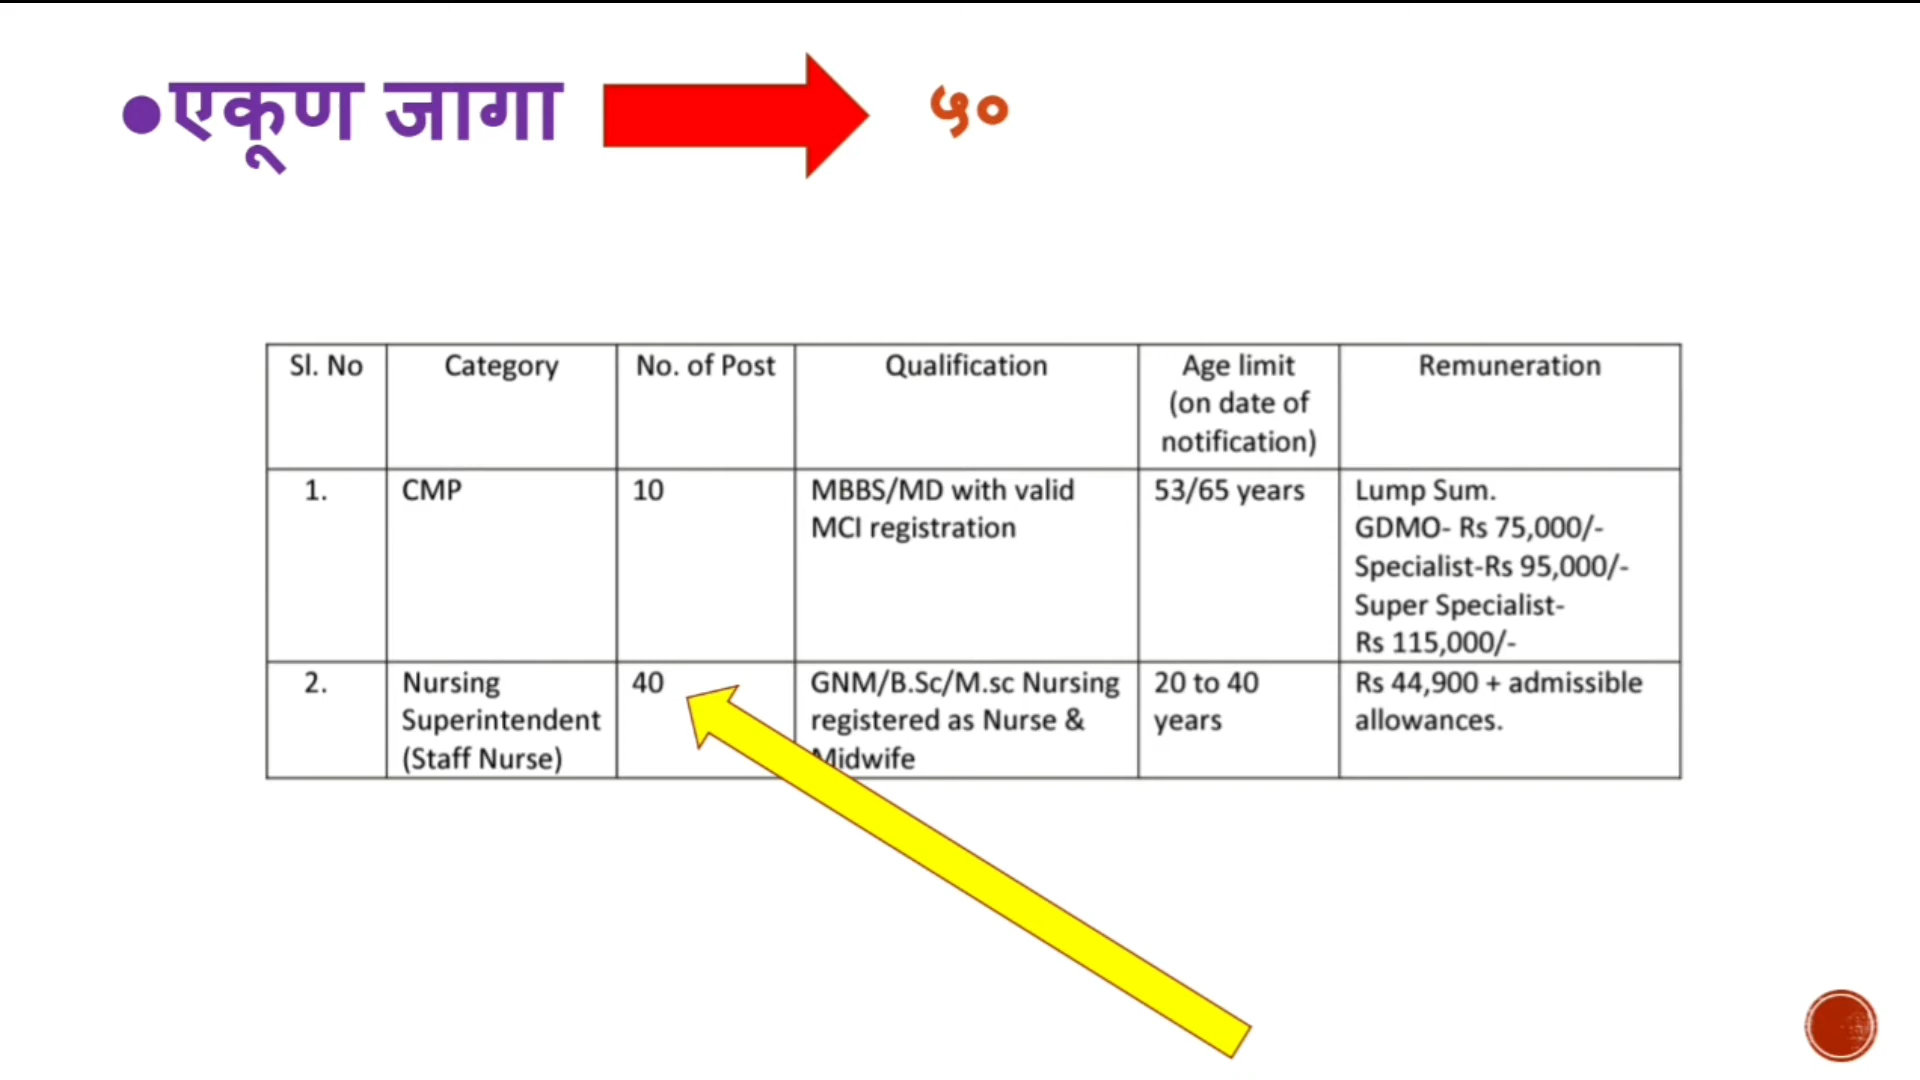 •एकूण जागा ५०
Sl. No Category No. of Post Qualification Age limit (on date of notification) Remuneration
1. CMP 10 MBBS/MD with valid MCI registration 53/65 years Lump Sum.
GDMO- Rs 75,000/-
Specialist-Rs 95,000/-
Super Specialist-
Rs 115,000/-
2. Nursing Superintendent (Staff Nurse) 40 GNM/B.Sc/M.sc Nursing registered as Nurse & Midwife 20 to 40 years Rs 44,900 + admissible allowances.